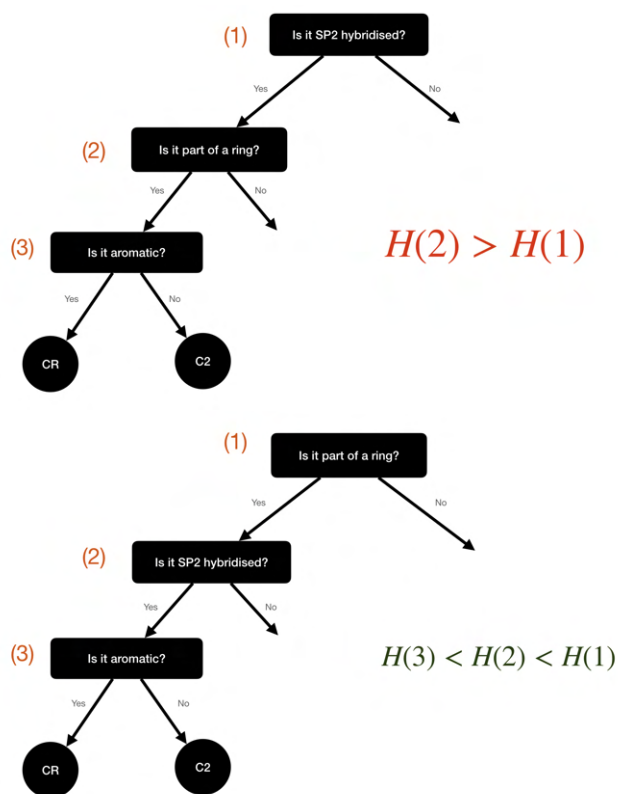 (1)
Is it SP2 hybridised?
Yes
No
(2)
Is it part of a ring?
Yes
No
H(2) > H(1)
(3)
Is it aromatic?
Yes
No
CR
C2
(1)
Is it part of a ring?
Yes
No
(2)
Is it SP2 hybridised?
Yes
No
(3)
Is it aromatic?
H(3) < H(2) < H(1)
Yes
No
CR
C2